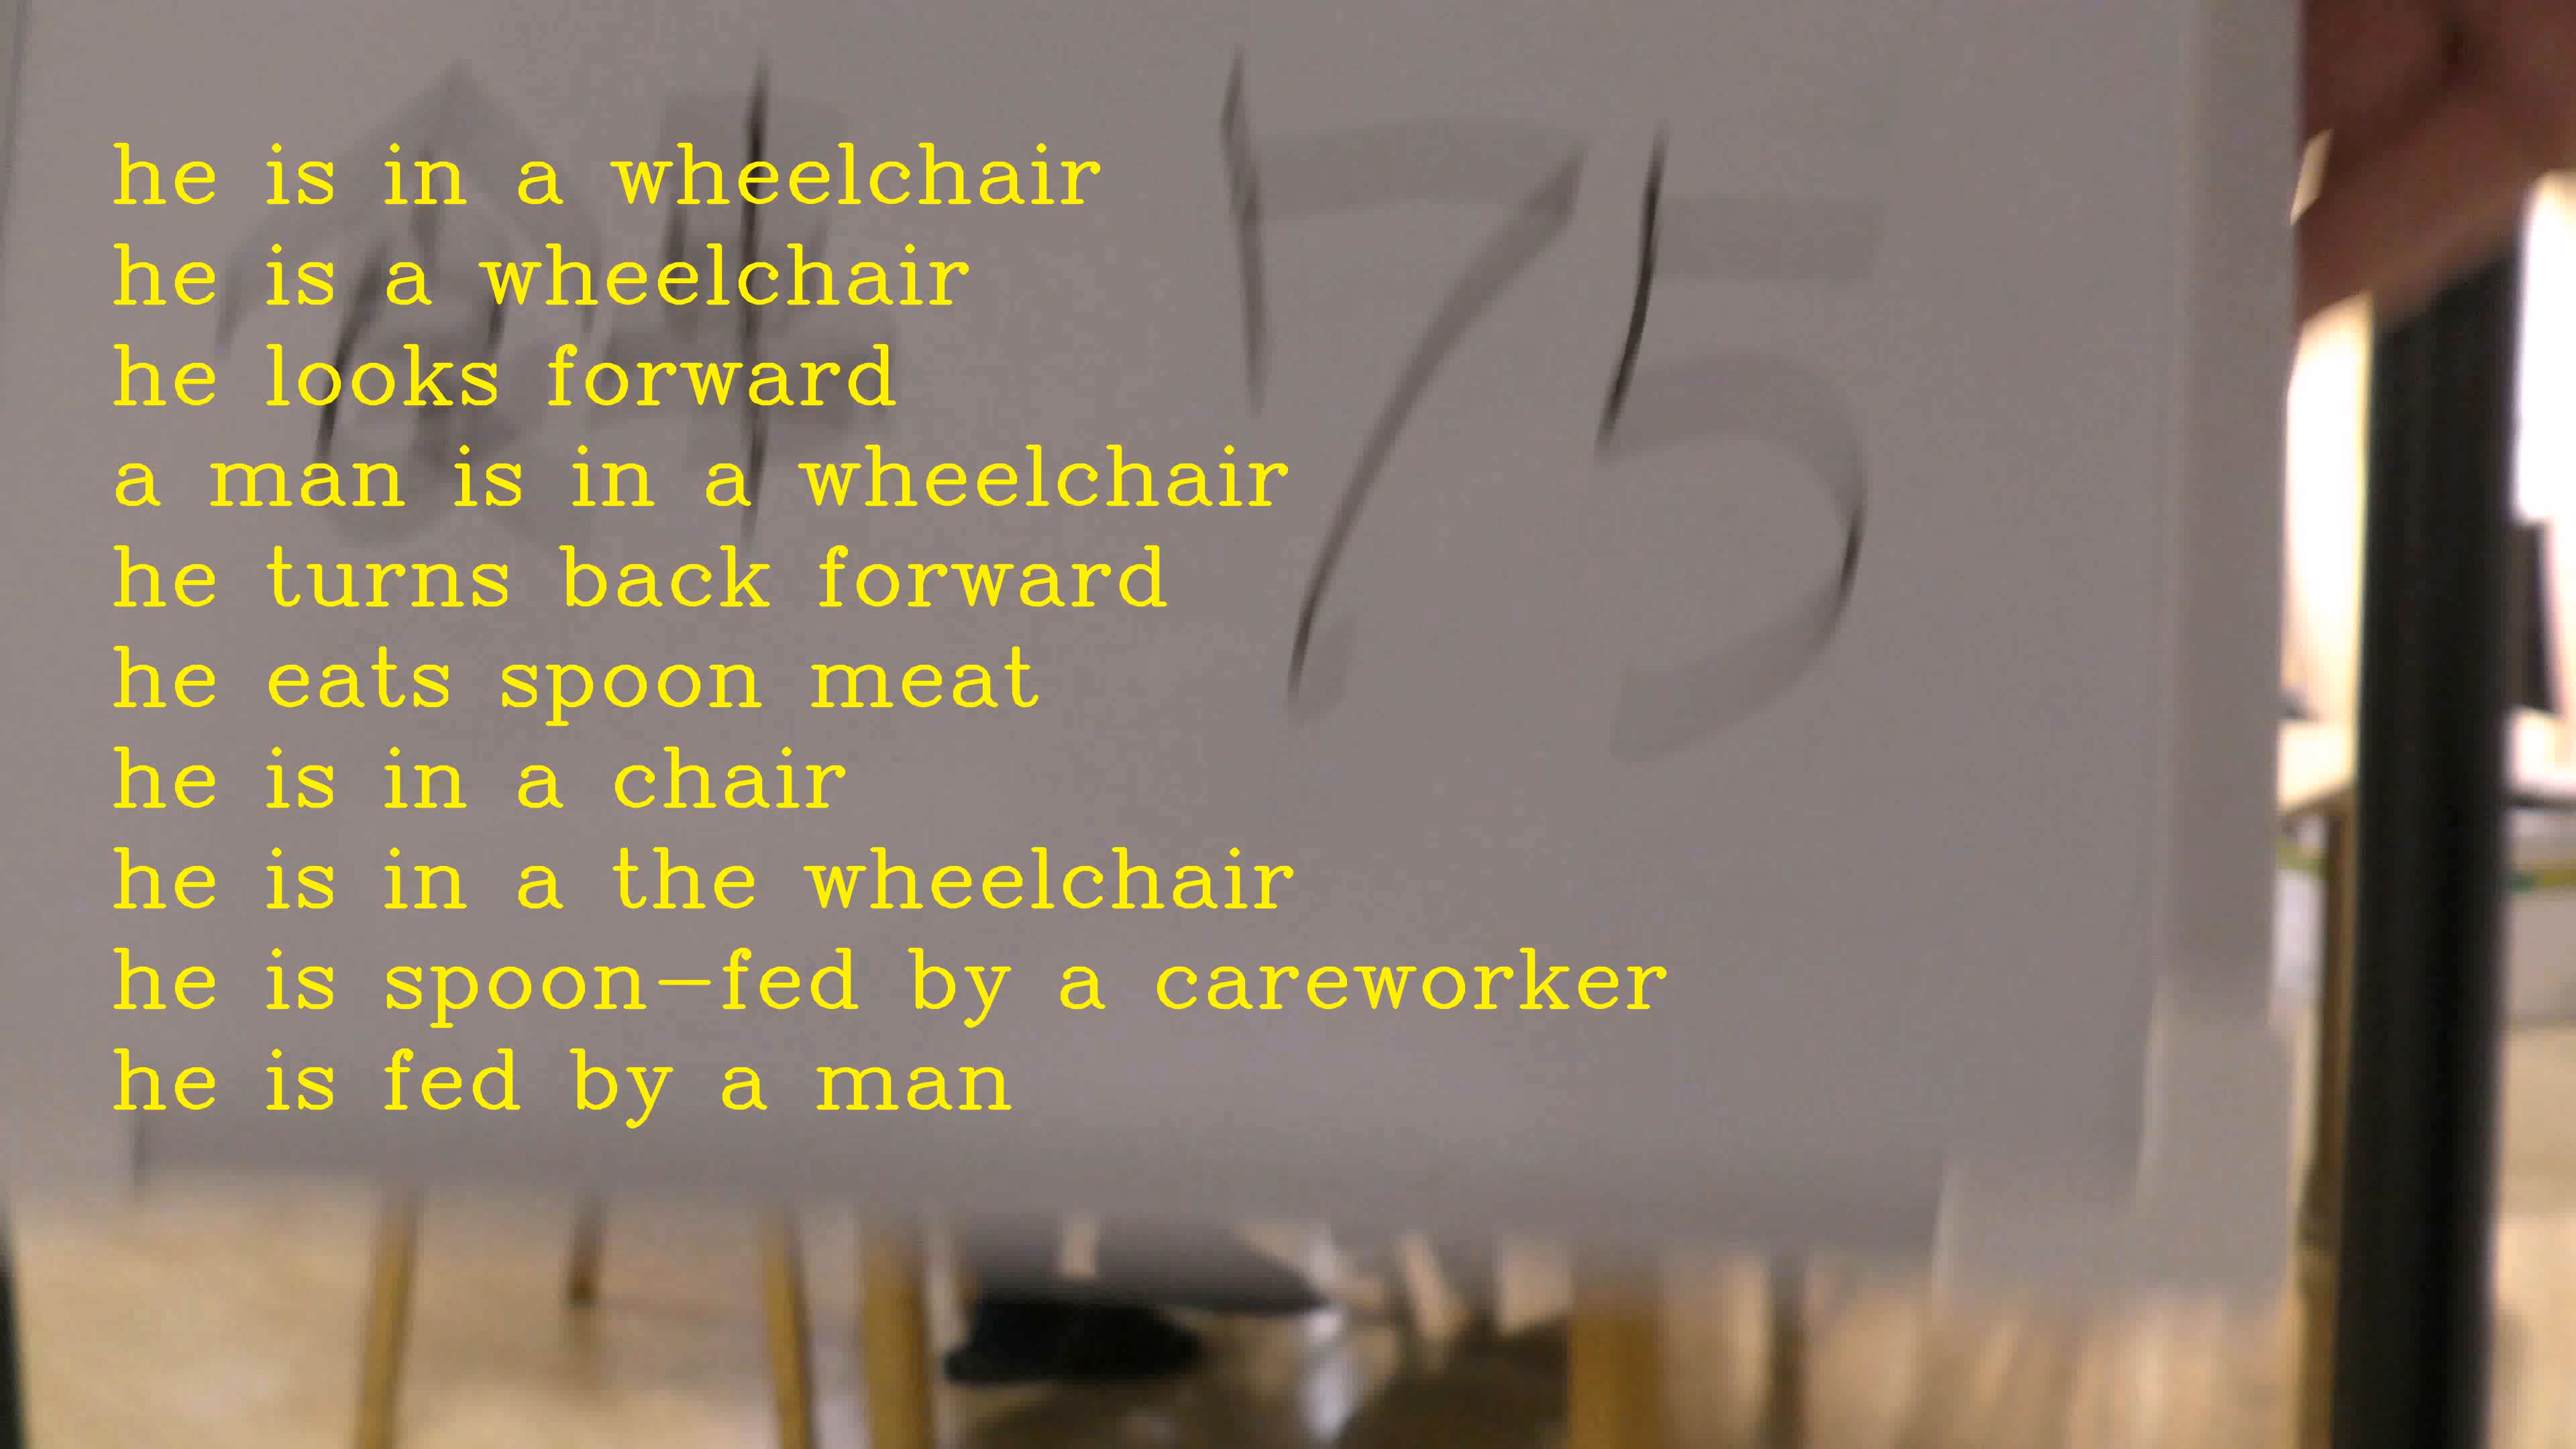 he is in a wheelchair
he is a wheelchair
he looks forward
a man is in a wheelchair
he turns back forward
he eats spoon meat
he is in a chair
he is in a the wheelchair
he is spoon-fed by a careworker
he is fed by a man
75